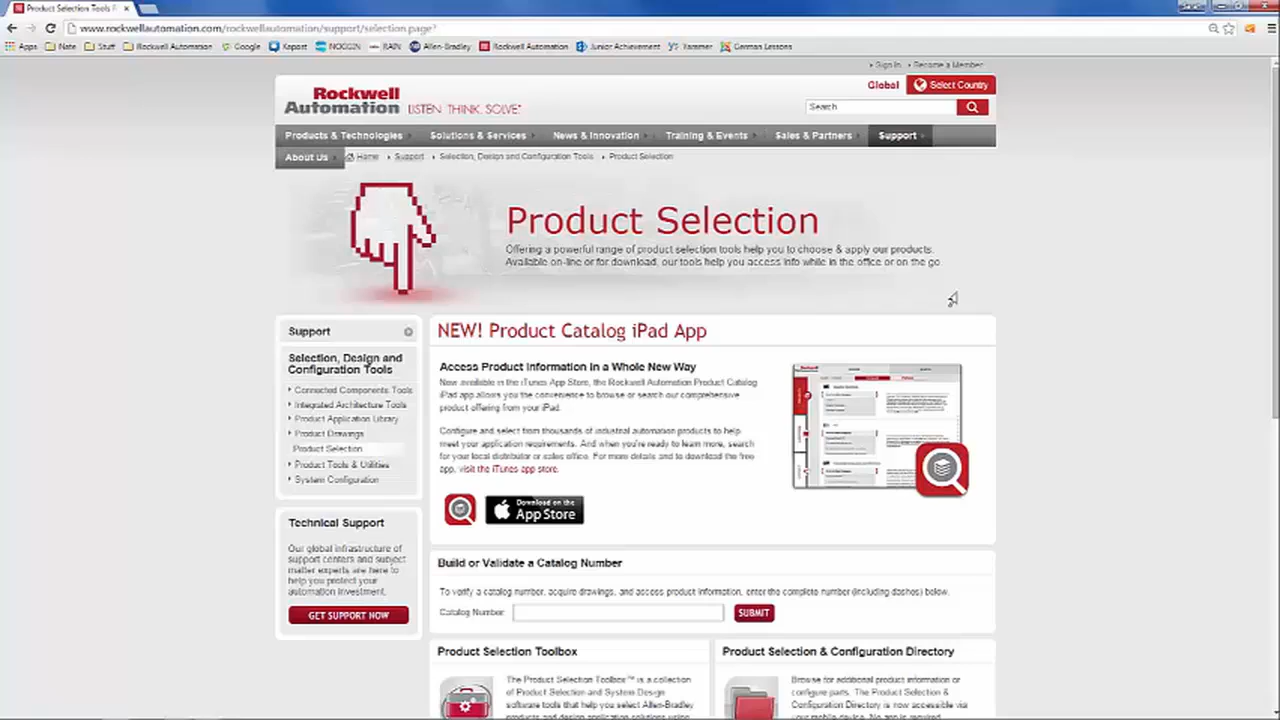 Product Selection Tools F
www.rockwellautomation.com/rockwellautomation/support/selection.page?
Apps Nate Stuff Rockwell Automation Google Kapost NOGGIN RAIN Allen-Bradley Rockwell Automation Junior Achievement Yammer German Lessons
Sign In Become a Member
Rockwell
Automation LISTEN. THINK. SOLVE.®
Global Select Country
Search
Products & Technologies Solutions & Services News & Innovation Training & Events Sales & Partners Support
About Us Home Support Selection, Design and Configuration Tools Product Selection
Product Selection
Offering a powerful range of product selection tools help you to choose & apply our products.
Available on-line or for download, our tools help you access info while in the office or on the go.
Support
Selection, Design and
Configuration Tools
Connected Components Tools
Integrated Architecture Tools
Product Application Library
Product Drawings
Product Selection
Product Tools & Utilities
System Configuration
Technical Support
Our global infrastructure of
support centers and subject
matter experts are here to
help you protect your
automation investment.
GET SUPPORT NOW
NEW! Product Catalog iPad App
Access Product Information In a Whole New Way
Now available in the iTunes App Store, the Rockwell Automation Product Catalog
iPad app allows you the convenience to browse or search our comprehensive
product offering from your iPad.
Configure and select from thousands of industrial automation products to help
meet your application requirements. And when you're ready to learn more, search
for your local distributor or sales office. For more details and to download the free
app, visit the iTunes app store.
Download on the
App Store
Build or Validate a Catalog Number
To verify a catalog number, acquire drawings, and access product information, enter the complete number (including dashes) below.
Catalog Number: SUBMIT
Product Selection Toolbox
The Product Selection Toolbox™ is a collection
of Product Selection and System Design
software tools that help you select Allen-Bradley
products and design application solutions using
Product Selection & Configuration Directory
Browse for additional product information or
configure parts. The Product Selection &
Configuration Directory is now accessible via
your mobile device. No app is required.